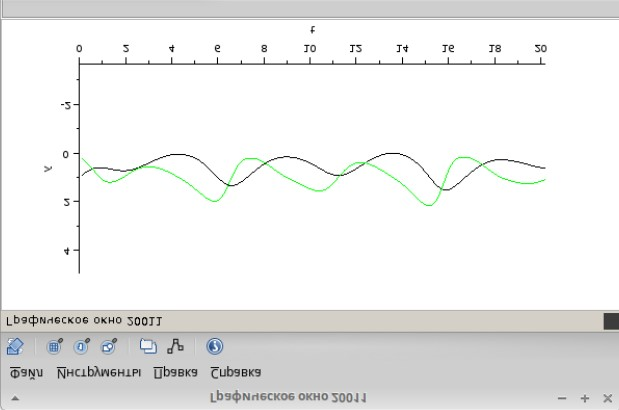 Графическое окно 20011
Файл Инструменты Правка Справка
Графическое окно 20011
4
2
y
0
-2
0 2 4 6 8 10 12 14 16 18 20
t